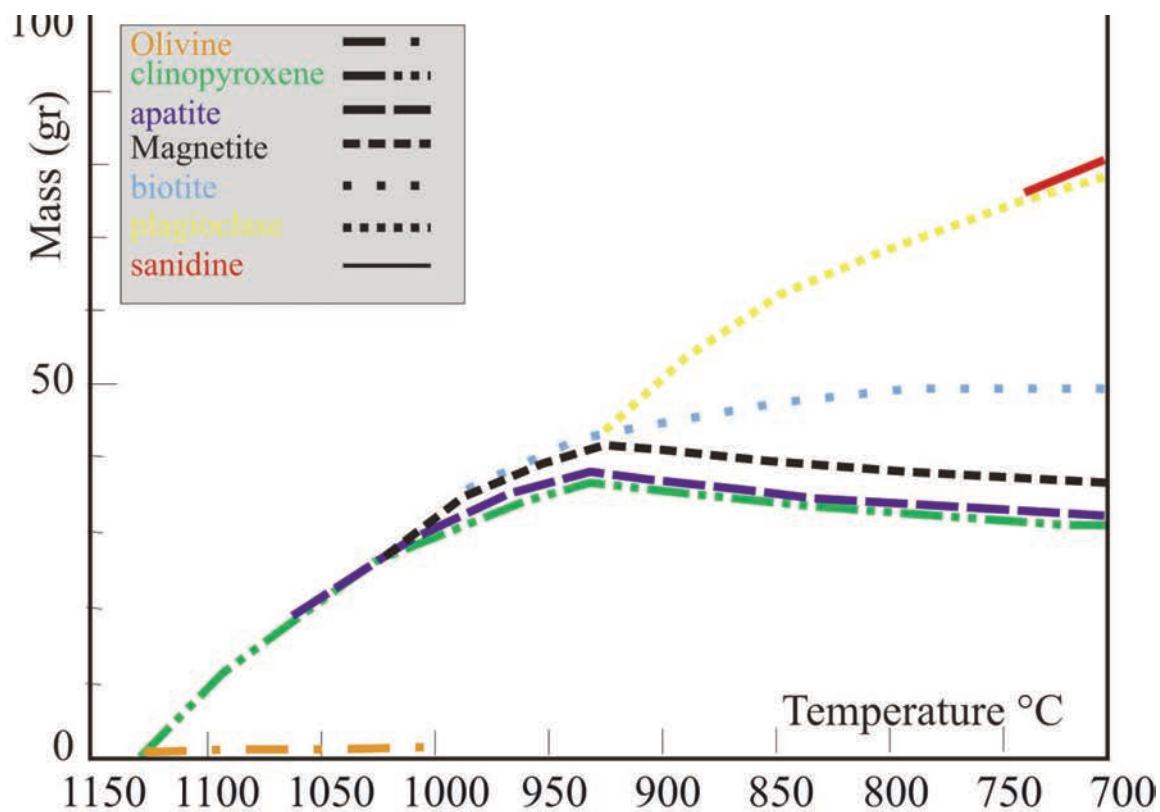 100
Olivine
clinopyroxene
apatite
Magnetite
biotite
plagioclase
sanidine
Mass (gr)
50
0
Temperature °C
1150 1100 1050 1000 950 900 850 800 750 700